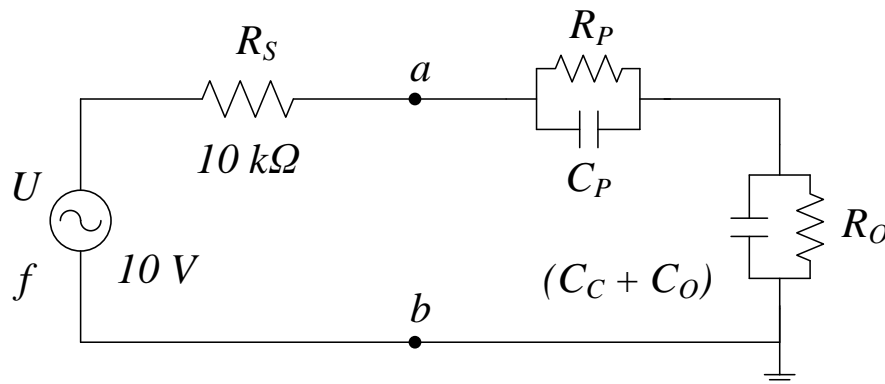 R_S
10 kΩ
a
R_P
C_P
U
f
10 V
(C_C + C_O)
R_O
b